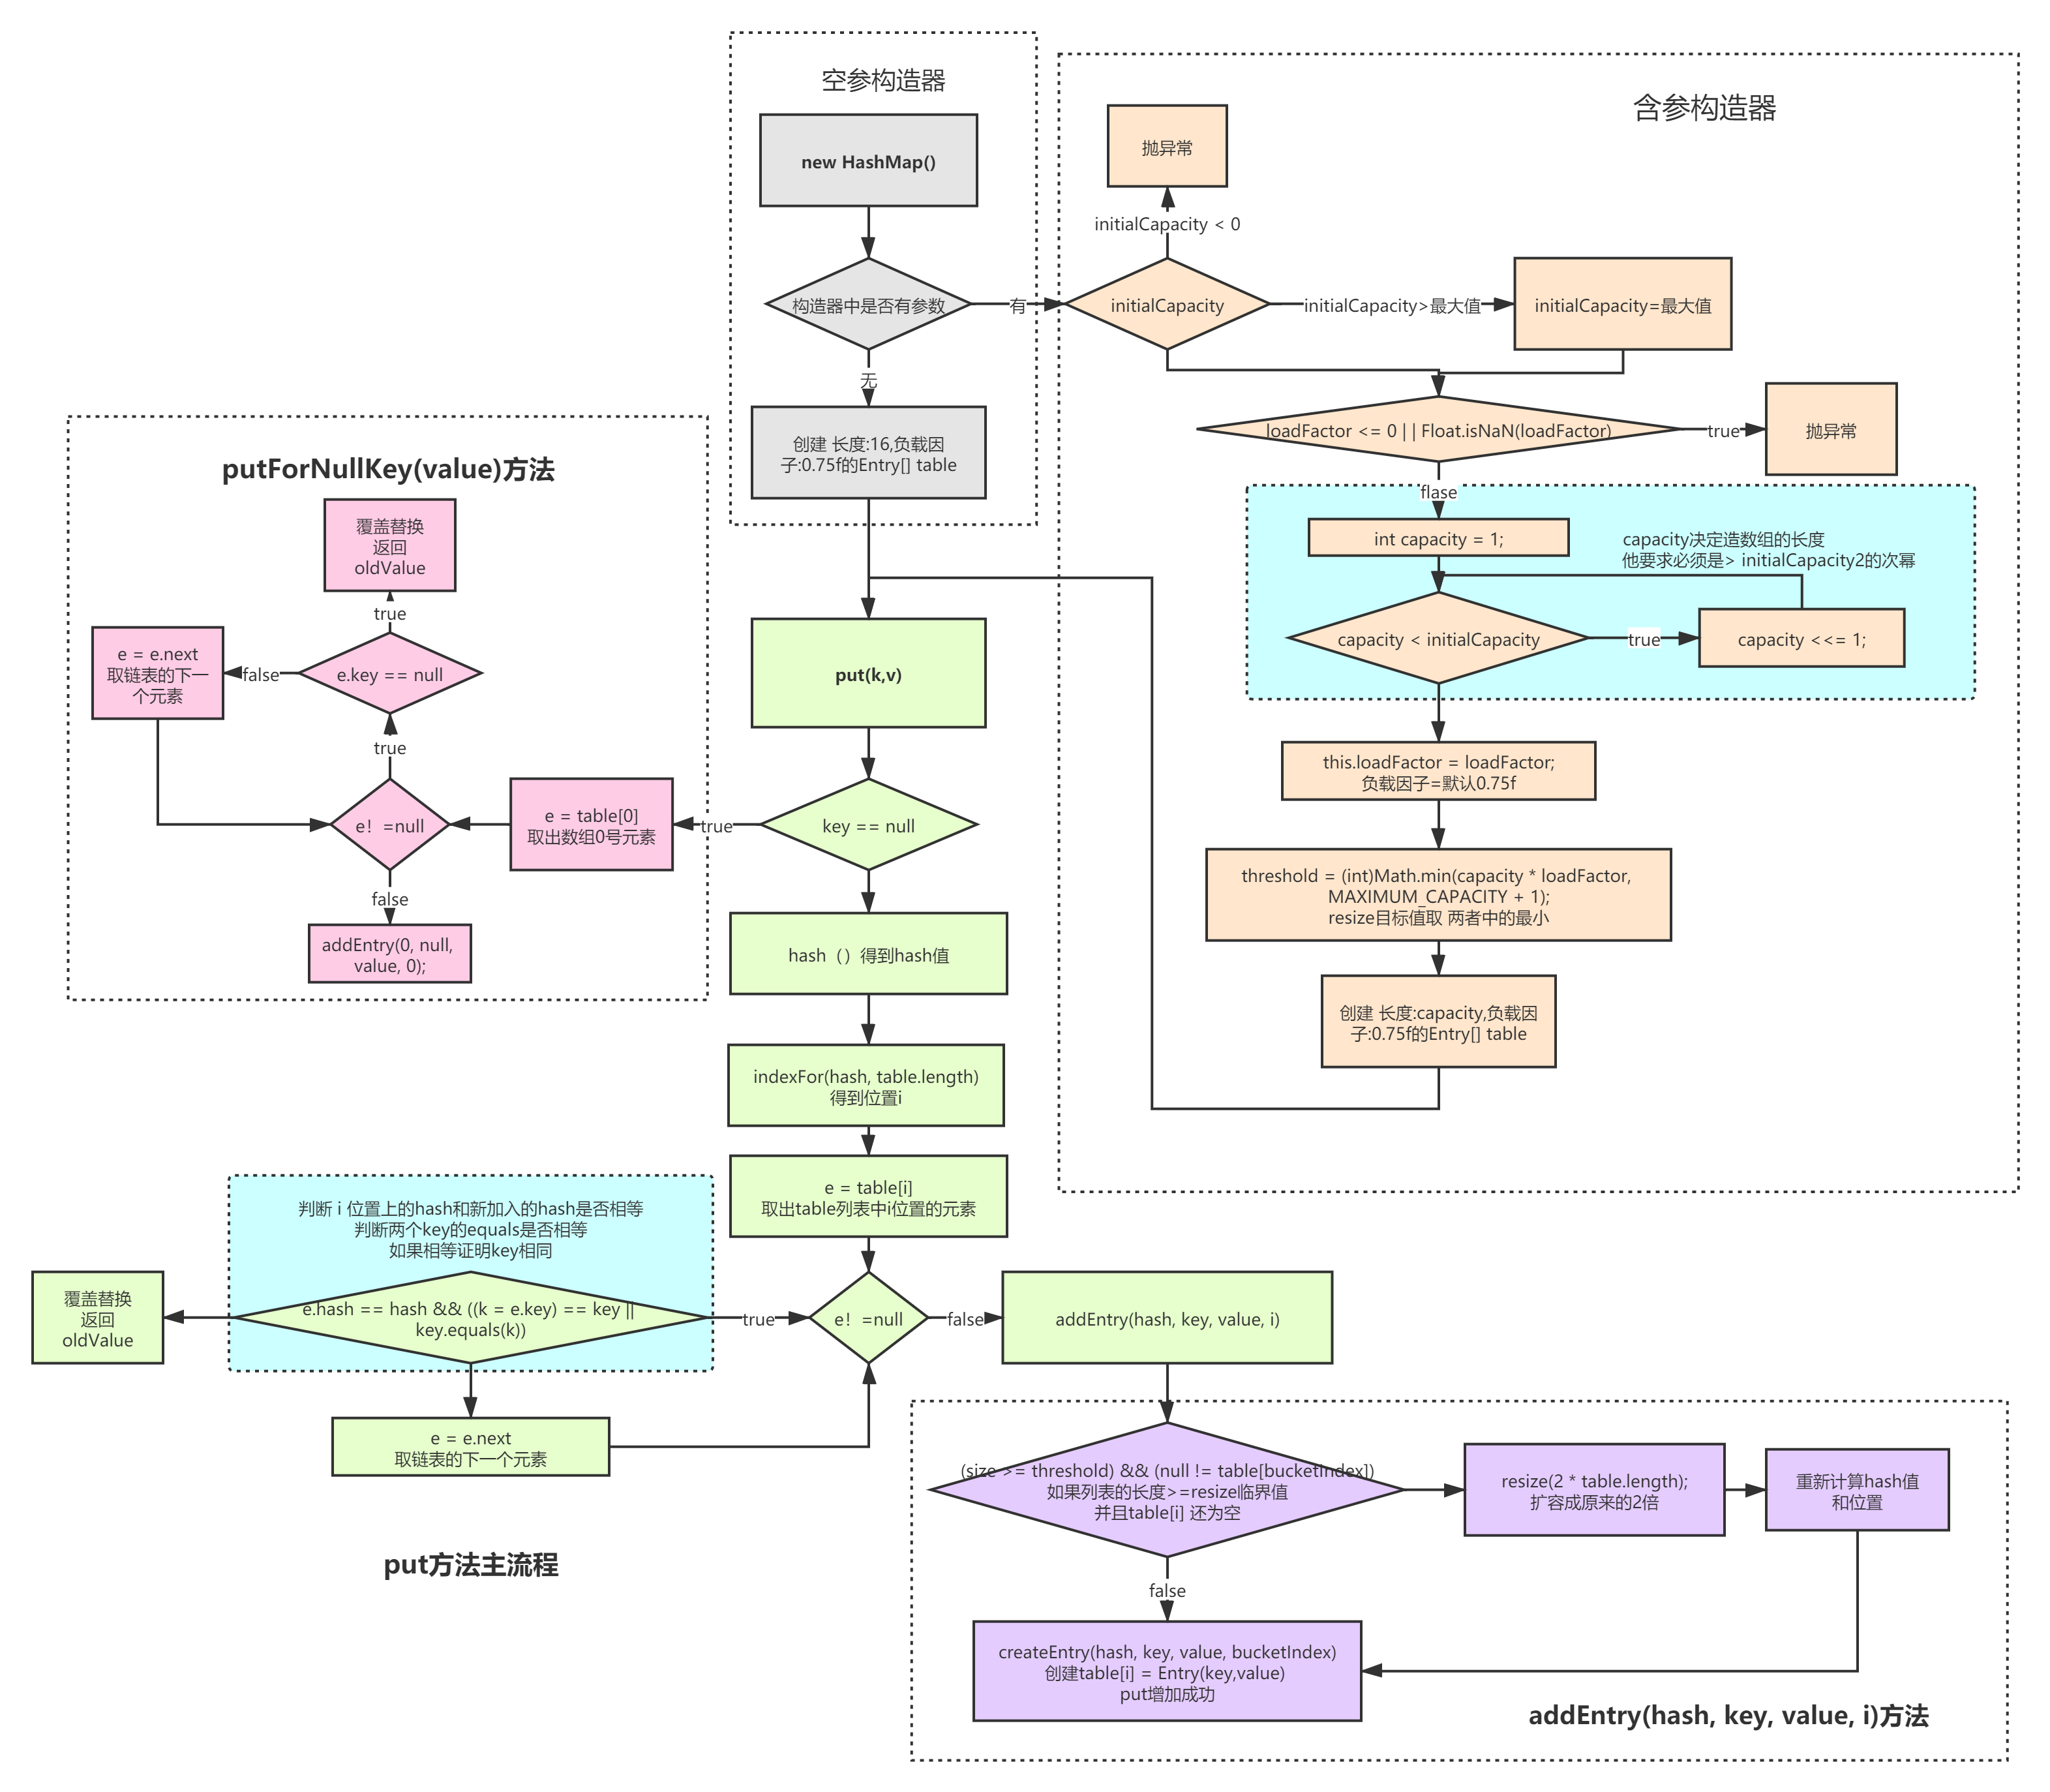 空参构造器
new HashMap()
构造器中是否有参数
有
无
创建 长度:16,负载因
子:0.75f的Entry[] table
含参构造器
抛异常
initialCapacity < 0
initialCapacity
initialCapacity>最大值
initialCapacity=最大值
loadFactor <= 0 || Float.isNaN(loadFactor)
true
抛异常
flase
int capacity = 1;
capacity决定造数组的长度
他要求必须是> initialCapacity2的次幂
capacity < initialCapacity
true
capacity <<= 1;
this.loadFactor = loadFactor;
负载因子=默认0.75f
threshold = (int)Math.min(capacity * loadFactor,
MAXIMUM_CAPACITY + 1);
resize目标值取 两者中的最小
创建 长度:capacity,负载因
子:0.75f的Entry[] table
putForNullKey(value)方法
覆盖替换
返回
oldValue
true
e = e.next
取链表的下一
个元素
false
e.key == null
true
e！=null
e = table[0]
取出数组0号元素
true
false
addEntry(0, null,
value, 0);
put(k,v)
key == null
hash（）得到hash值
indexFor(hash, table.length)
得到位置i
e = table[i]
取出table列表中i位置的元素
判断 i 位置上的hash和新加入的hash是否相等
判断两个key的equals是否相等
如果相等证明key相同
覆盖替换
返回
oldValue
e.hash == hash && ((k = e.key) == key ||
key.equals(k))
true
e！=null
false
addEntry(hash, key, value, i)
e = e.next
取链表的下一个元素
put方法主流程
(size >= threshold) && (null != table[bucketIndex])
如果列表的长度>=resize临界值
并且table[i] 还为空
resize(2 * table.length);
扩容成原来的2倍
重新计算hash值
和位置
false
createEntry(hash, key, value, bucketIndex)
创建table[i] = Entry(key,value)
put增加成功
addEntry(hash, key, value, i)方法